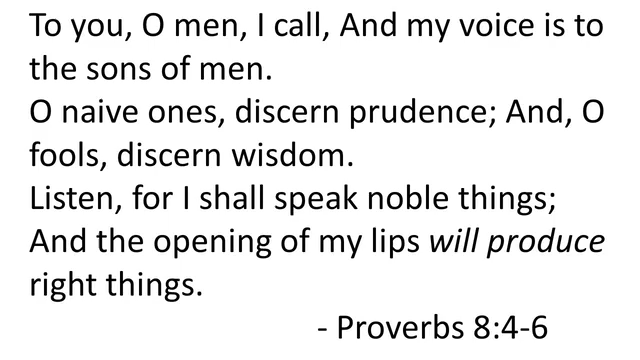 To you, O men, I call, And my voice is to
the sons of men.
O naive ones, discern prudence; And, O
fools, discern wisdom.
Listen, for I shall speak noble things;
And the opening of my lips will produce
right things.
- Proverbs 8:4-6